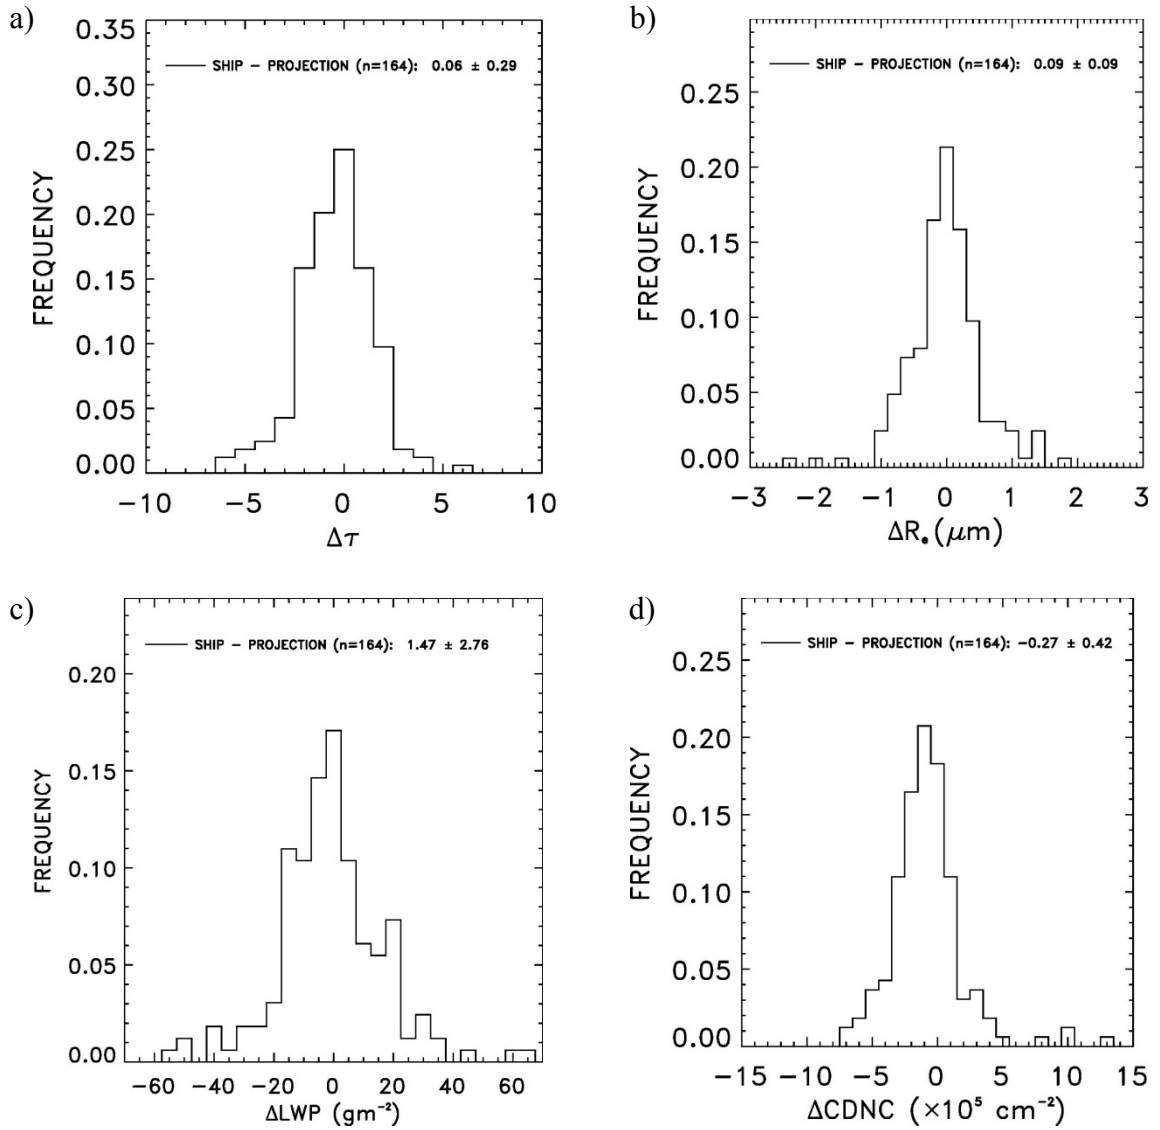 a)
0.35
0.30
0.25
0.20
0.15
0.10
0.05
0.00
FREQUENCY
SHIP – PROJECTION (n=164): 0.06 ± 0.29
−10 −5 0 5 10
Δτ
b)
0.25
0.20
0.15
0.10
0.05
0.00
FREQUENCY
SHIP – PROJECTION (n=164): 0.09 ± 0.09
−3 −2 −1 0 1 2 3
ΔRₑ (μm)
c)
0.20
0.15
0.10
0.05
0.00
FREQUENCY
SHIP – PROJECTION (n=164): 1.47 ± 2.76
−60 −40 −20 0 20 40 60
ΔLWP (gm⁻²)
d)
0.25
0.20
0.15
0.10
0.05
0.00
FREQUENCY
SHIP – PROJECTION (n=164): −0.27 ± 0.42
−15 −10 −5 0 5 10 15
ΔCDNC (×10⁵ cm⁻²)